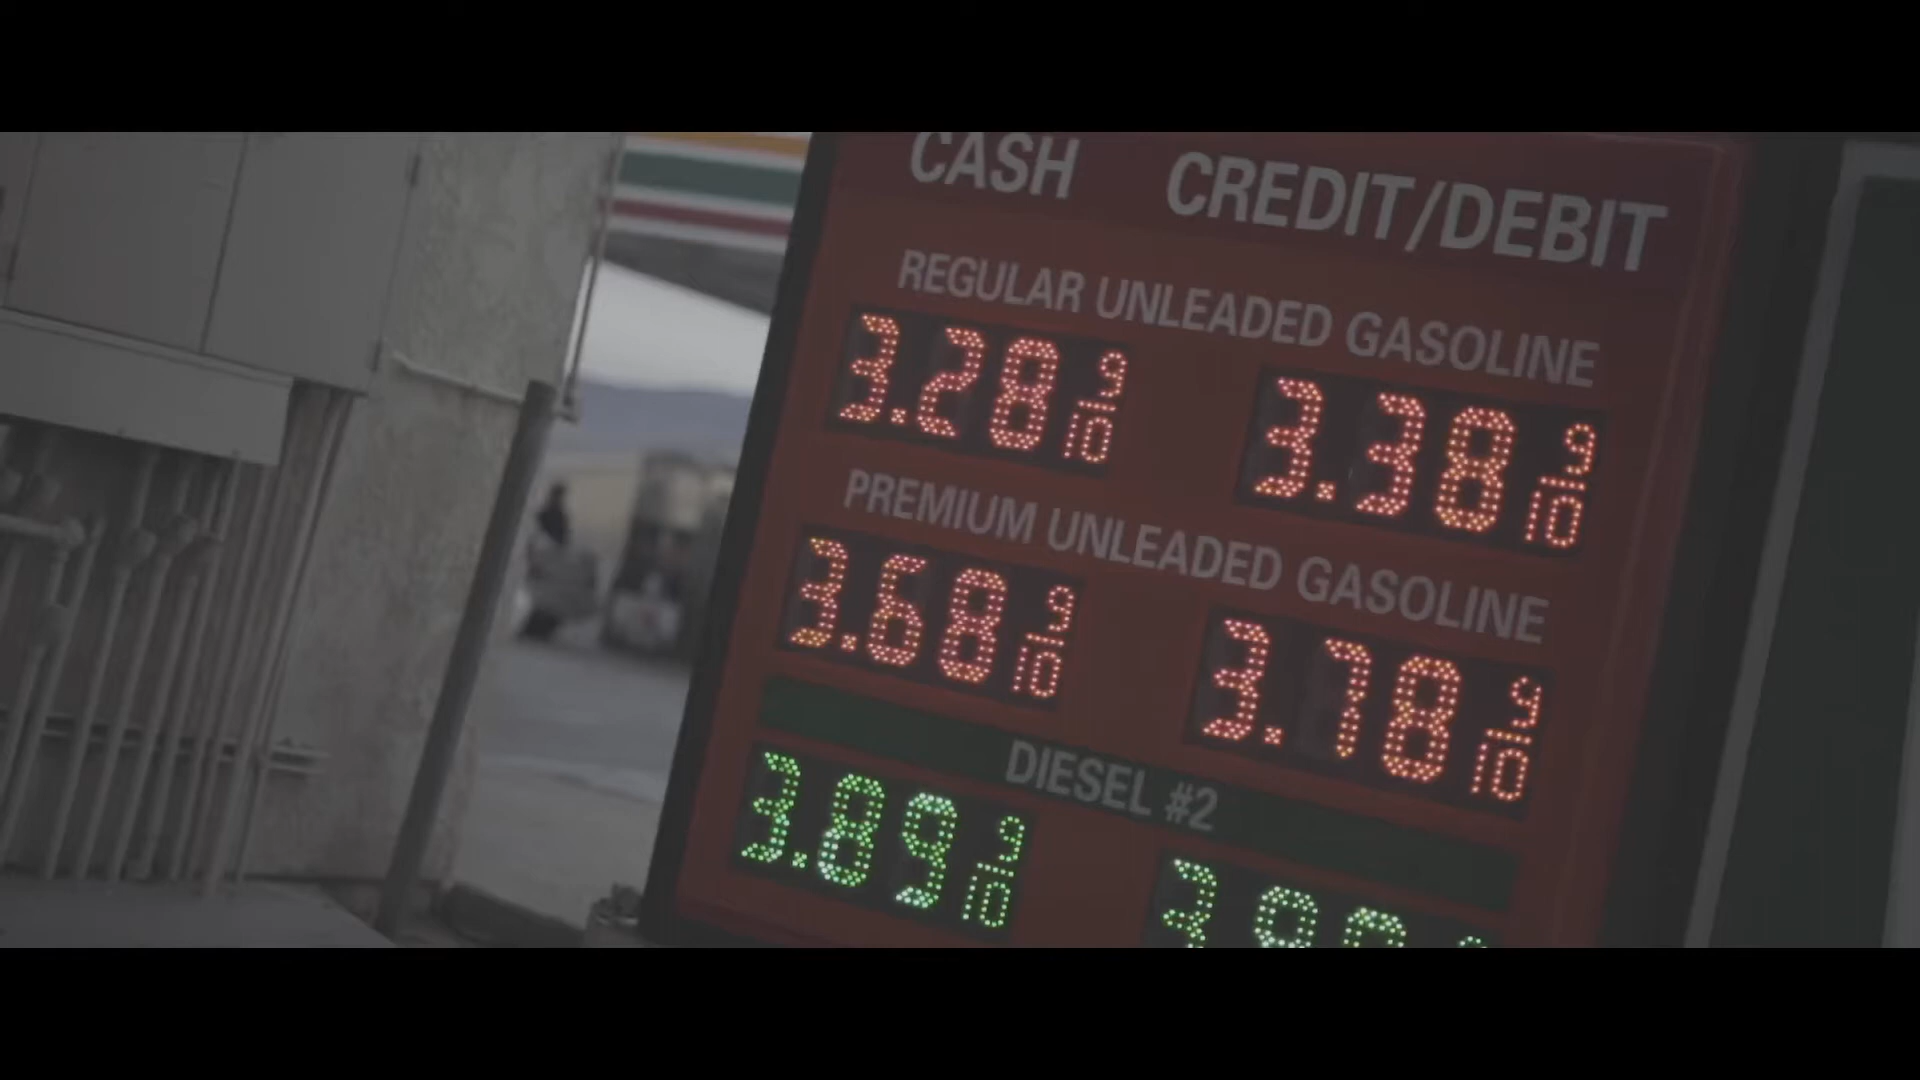 CASH CREDIT/DEBIT
REGULAR UNLEADED GASOLINE
3.28 9/10 3.38 9/10
PREMIUM UNLEADED GASOLINE
3.68 9/10 3.78 9/10
DIESEL #2
3.89 9/10